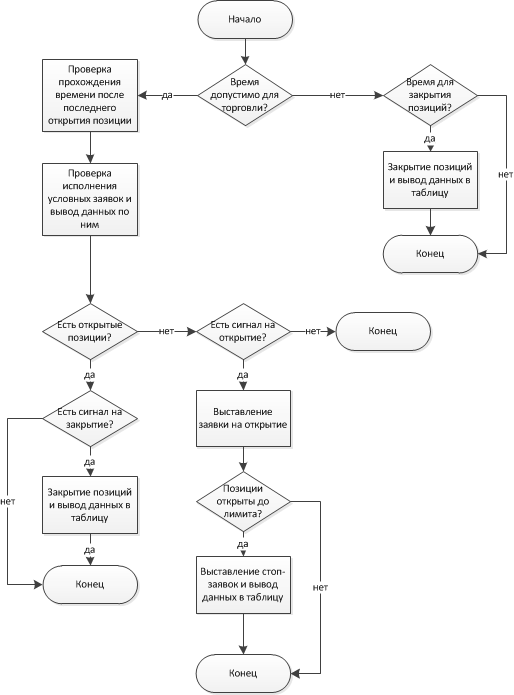 Начало
Проверка
прохождения
времени после
последнего
открытия позиции
да
Время
допустимо для
торговли?
нет
Время для
закрытия
позиций?
да
нет
Проверка
исполнения
условных заявок и
вывод данных по
ним
Закрытие позиций
и вывод данных в
таблицу
Конец
Есть открытые
позиции?
нет
Есть сигнал на
открытие?
нет
Конец
да
да
Есть сигнал на
закрытие?
Выставление
заявки на открытие
да
нет
Закрытие позиций
и вывод данных в
таблицу
Позиции
открыты до
лимита?
да
да
Конец
Выставление стоп-
заявок и вывод
данных в таблицу
нет
Конец